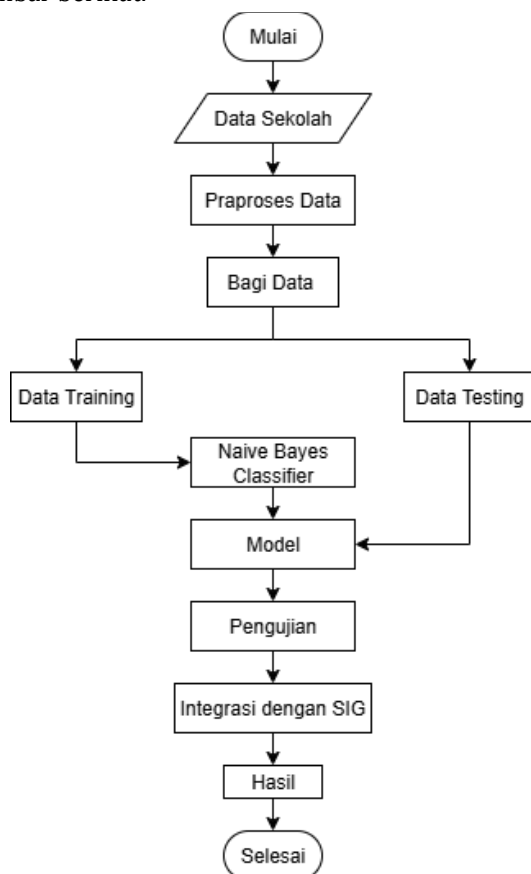 Mulai
Data Sekolah
Praproses Data
Bagi Data
Data Training
Data Testing
Naive Bayes
Classifier
Model
Pengujian
Integrasi dengan SIG
Hasil
Selesai